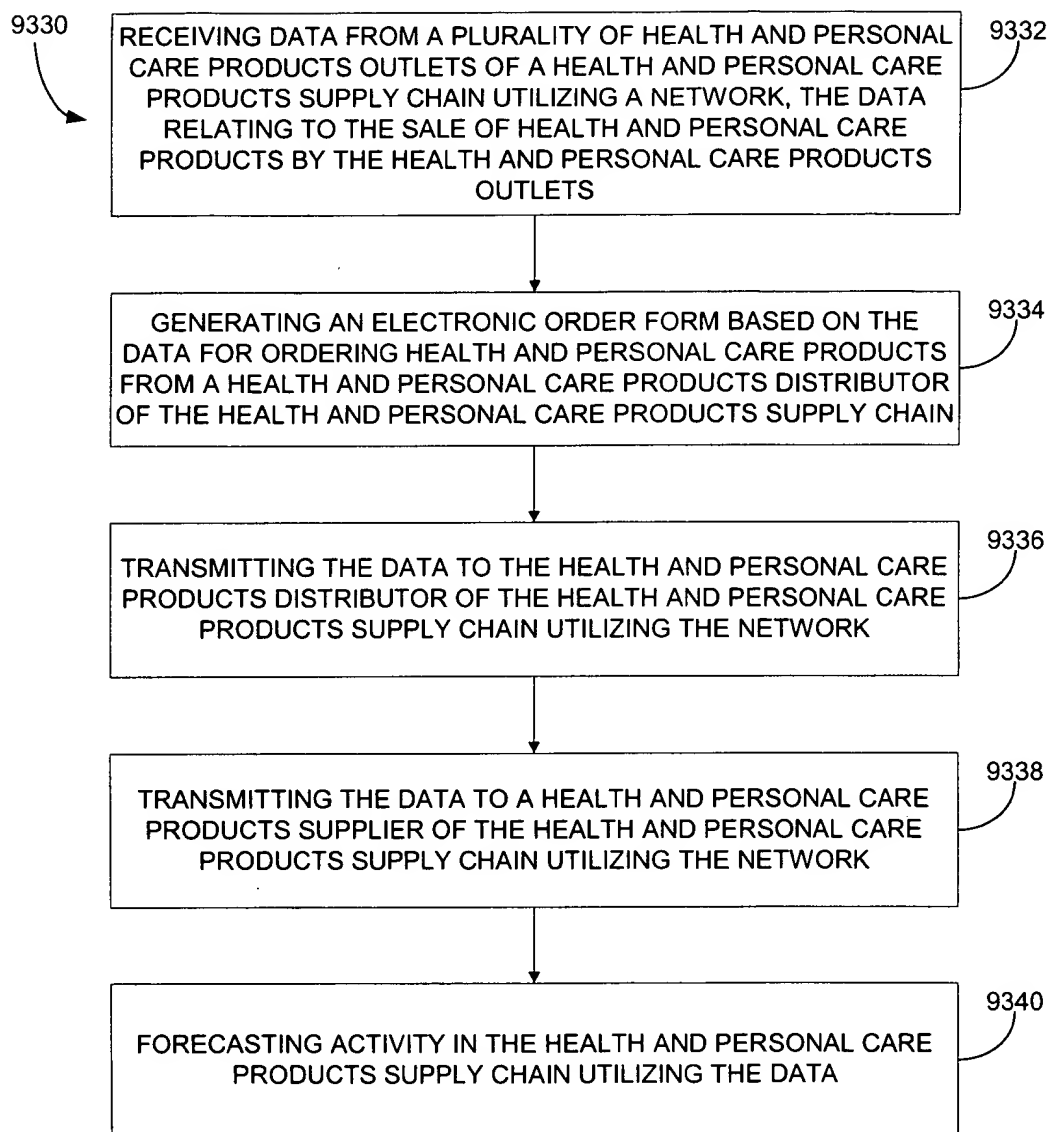 9330
RECEIVING DATA FROM A PLURALITY OF HEALTH AND PERSONAL
CARE PRODUCTS OUTLETS OF A HEALTH AND PERSONAL CARE
PRODUCTS SUPPLY CHAIN UTILIZING A NETWORK, THE DATA
RELATING TO THE SALE OF HEALTH AND PERSONAL CARE
PRODUCTS BY THE HEALTH AND PERSONAL CARE PRODUCTS
OUTLETS
9332
GENERATING AN ELECTRONIC ORDER FORM BASED ON THE
DATA FOR ORDERING HEALTH AND PERSONAL CARE PRODUCTS
FROM A HEALTH AND PERSONAL CARE PRODUCTS DISTRIBUTOR
OF THE HEALTH AND PERSONAL CARE PRODUCTS SUPPLY CHAIN
9334
TRANSMITTING THE DATA TO THE HEALTH AND PERSONAL CARE
PRODUCTS DISTRIBUTOR OF THE HEALTH AND PERSONAL CARE
PRODUCTS SUPPLY CHAIN UTILIZING THE NETWORK
9336
TRANSMITTING THE DATA TO A HEALTH AND PERSONAL CARE
PRODUCTS SUPPLIER OF THE HEALTH AND PERSONAL CARE
PRODUCTS SUPPLY CHAIN UTILIZING THE NETWORK
9338
FORECASTING ACTIVITY IN THE HEALTH AND PERSONAL CARE
PRODUCTS SUPPLY CHAIN UTILIZING THE DATA
9340